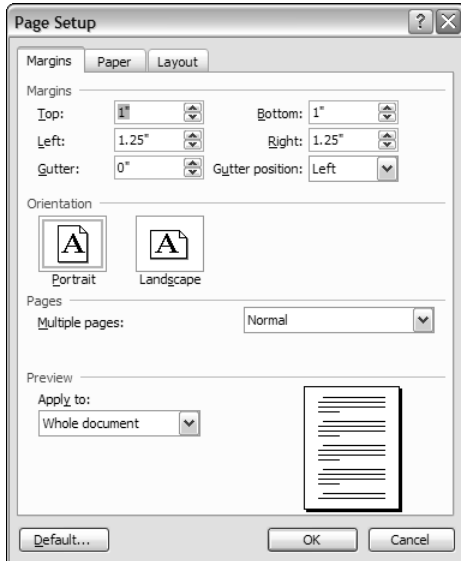 Page Setup
Margins Paper Layout
Margins
Top: 1" Bottom: 1"
Left: 1.25" Right: 1.25"
Gutter: 0" Gutter position: Left
Orientation
A A
Portrait Landscape
Pages
Multiple pages: Normal
Preview
Apply to:
Whole document
Default... OK Cancel